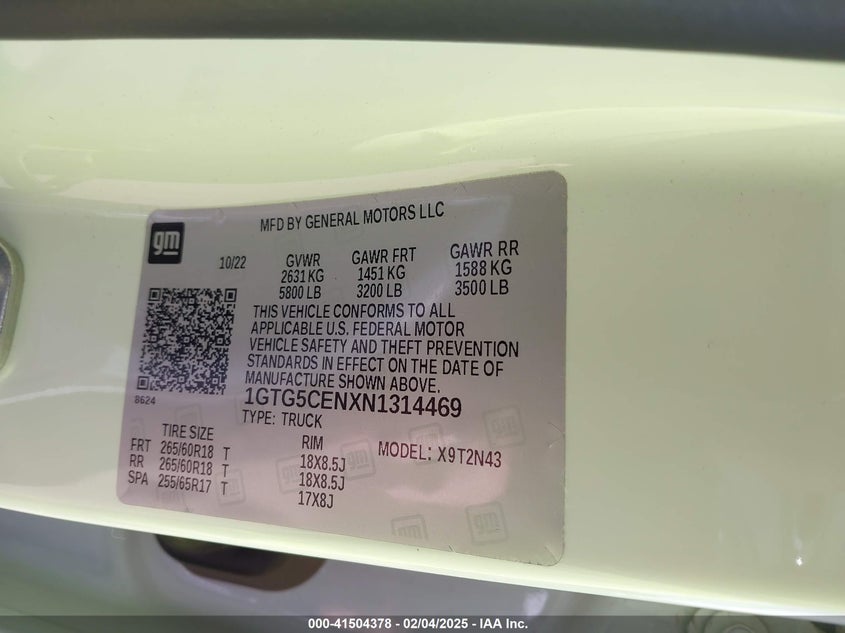 gm
MFD BY GENERAL MOTORS LLC
10/22
GVWR GAWR FRT GAWR RR
2631 KG 1451 KG 1588 KG
5800 LB 3200 LB 3500 LB
THIS VEHICLE CONFORMS TO ALL
APPLICABLE U.S. FEDERAL MOTOR
VEHICLE SAFETY AND THEFT PREVENTION
STANDARDS IN EFFECT ON THE DATE OF
MANUFACTURE SHOWN ABOVE.
8624
1GTG5CENXN1314469
TYPE: TRUCK
TIRE SIZE RIM MODEL: X9T2N43
FRT 265/60R18 T 18X8.5J
RR 265/60R18 T 18X8.5J
SPA 255/65R17 T 17X8J
000-41504378 - 02/04/2025 - IAA Inc.